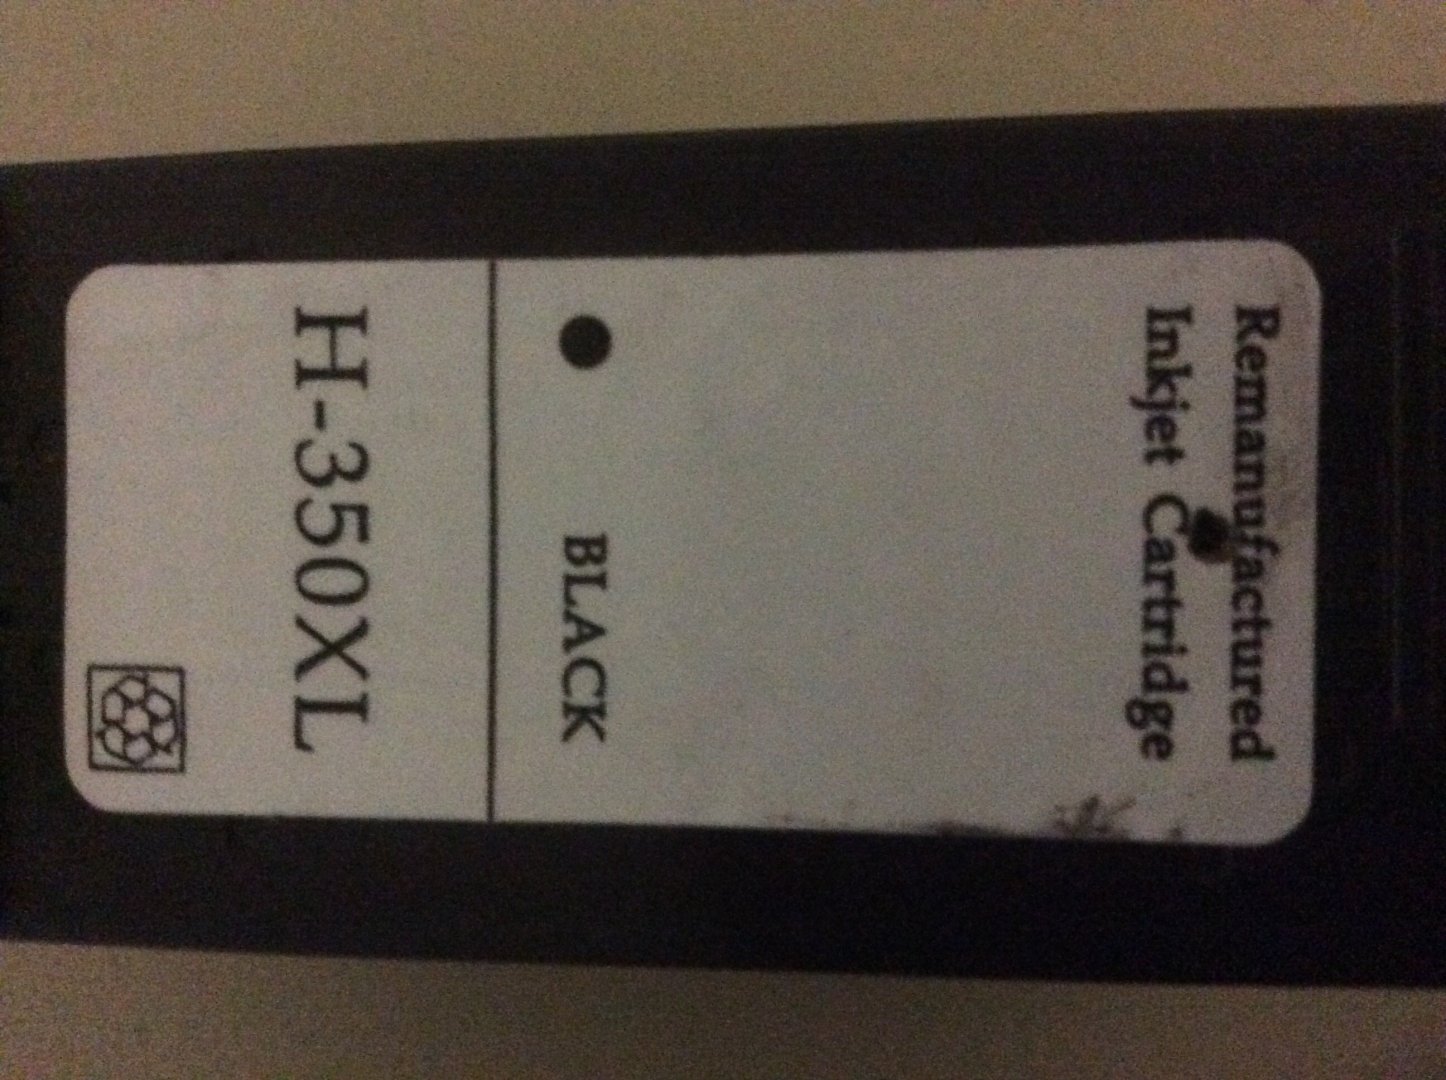 Remanufactured
Inkjet Cartridge
BLACK
H-350XL